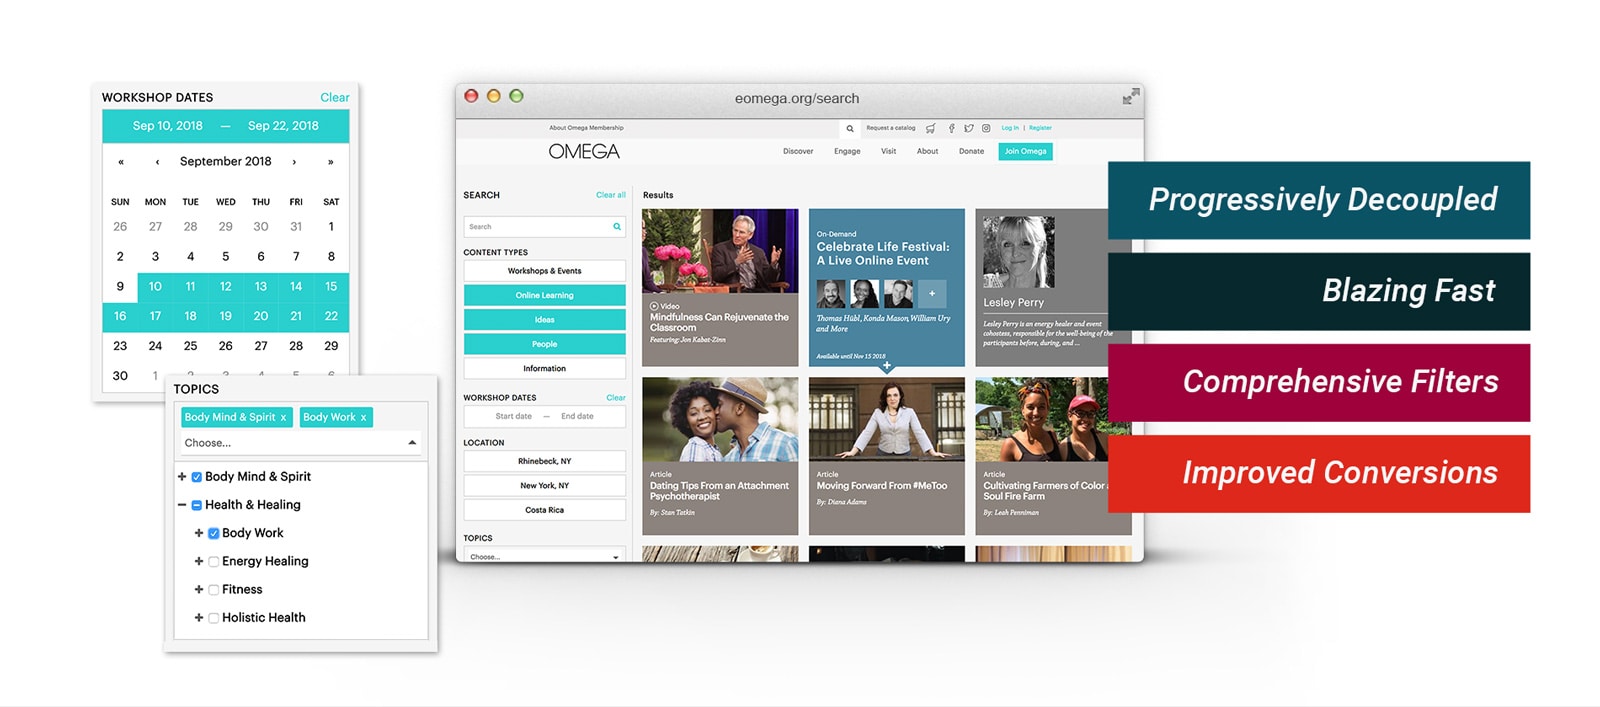 WORKSHOP DATES Clear
Sep 10, 2018 — Sep 22, 2018
« ‹ September 2018 › »
SUN MON TUE WED THU FRI SAT
26 27 28 29 30 31 1
2 3 4 5 6 7 8
9 10 11 12 13 14 15
16 17 18 19 20 21 22
23 24 25 26 27 28 29
30 1 2 3 4 5 6
TOPICS
Body Mind & Spirit x Body Work x
Choose...
Body Mind & Spirit
Health & Healing
Body Work
Energy Healing
Fitness
Holistic Health
eomega.org/search
About Omega Membership
Request a catalog
Log in | Register
OMEGA
Discover Engage Visit About Donate Join Omega
SEARCH Clear all
Search
CONTENT TYPES
Workshops & Events
Online Learning
Ideas
People
Information
WORKSHOP DATES Clear
Start date — End date
LOCATION
Rhinebeck, NY
New York, NY
Costa Rica
TOPICS
Choose...
Results
Video
Mindfulness Can Rejuvenate the
Classroom
Featuring: Jon Kabat-Zinn
On-Demand
Celebrate Life Festival:
A Live Online Event
+
Thomas Hübl, Konda Mason, William Ury
and More
Available until Nov 15 2018
+
Lesley Perry
Lesley Perry is an energy healer and event
cohostess, responsible for the well-being of the
participants before, during, and ...
Article
Dating Tips From an Attachment
Psychotherapist
By: Stan Tatkin
Article
Moving Forward From #MeToo
By: Diana Adams
Article
Cultivating Farmers of Color
Soul Fire Farm
By: Leah Penniman
Progressively Decoupled
Blazing Fast
Comprehensive Filters
Improved Conversions